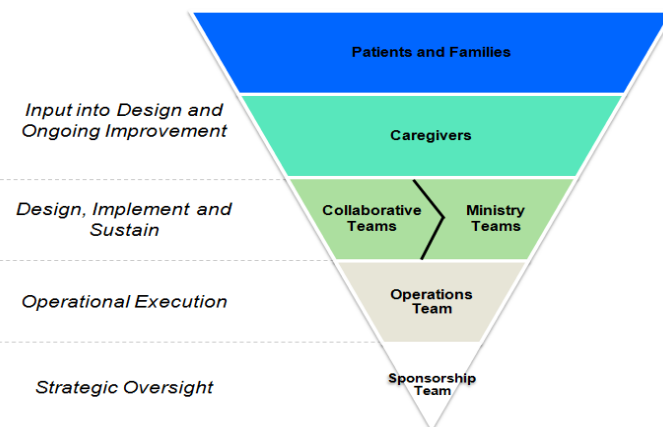 Patients and Families
Input into Design and
Ongoing Improvement
Caregivers
Design, Implement and
Sustain
Collaborative
Teams
Ministry
Teams
Operational Execution
Operations
Team
Strategic Oversight
Sponsorship
Team